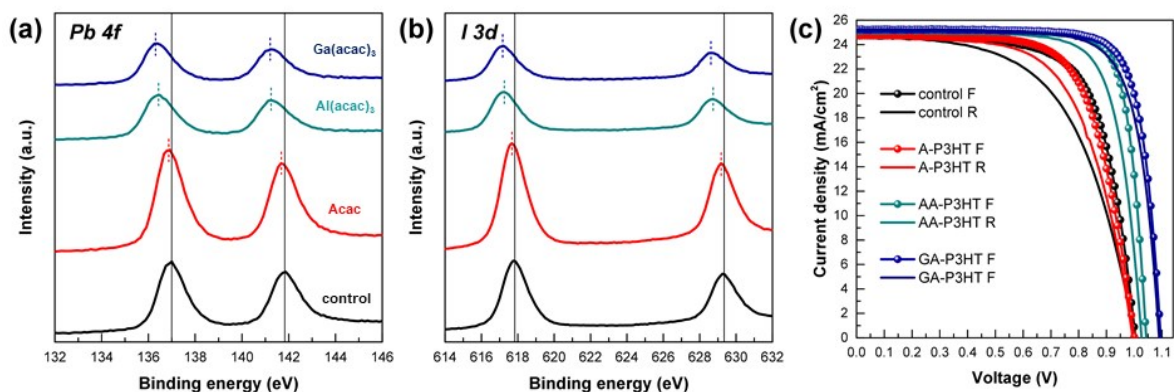 (a)
Pb 4f
Ga(acac)₃
Al(acac)₃
Acac
control
Intensity (a.u.)
132 134 136 138 140 142 144 146
Binding energy (eV)
(b)
I 3d
Intensity (a.u.)
614 616 618 620 622 624 626 628 630 632
Binding energy (eV)
(c)
26
24
22
20
18
16
14
12
10
8
6
4
2
0
Current density (mA/cm²)
control F
control R
A-P3HT F
A-P3HT R
AA-P3HT F
AA-P3HT R
GA-P3HT F
GA-P3HT F
0.0 0.1 0.2 0.3 0.4 0.5 0.6 0.7 0.8 0.9 1.0 1.1
Voltage (V)